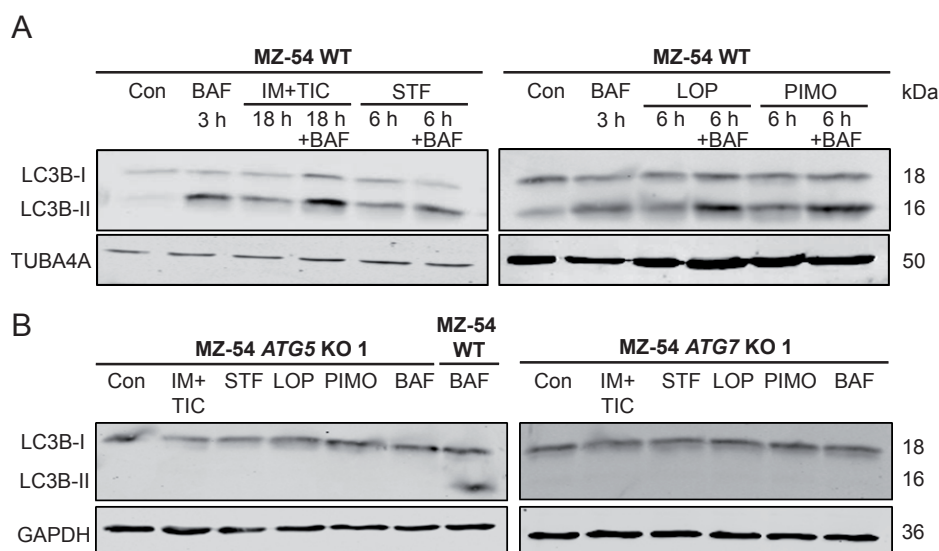 A
MZ-54 WT
Con BAF IM+TIC STF
3 h 18 h 18 h 6 h 6 h
+BAF +BAF
LC3B-I
LC3B-II
TUBA4A
MZ-54 WT
Con BAF LOP PIMO kDa
3 h 6 h 6 h 6 h 6 h
+BAF +BAF
18
16
50
B
MZ-54 ATG5 KO 1
MZ-54
WT
Con IM+ STF LOP PIMO BAF BAF
TIC
LC3B-I
LC3B-II
GAPDH
MZ-54 ATG7 KO 1
Con IM+ STF LOP PIMO BAF
TIC
18
16
36